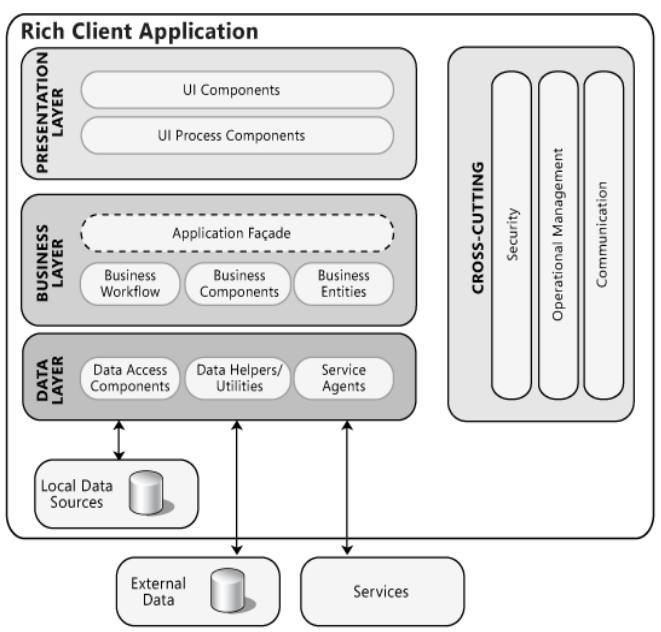 Rich Client Application
PRESENTATION
LAYER
UI Components
UI Process Components
BUSINESS
LAYER
Application Façade
Business
Workflow
Business
Components
Business
Entities
DATA
LAYER
Data Access
Components
Data Helpers/
Utilities
Service
Agents
CROSS-CUTTING
Security
Operational Management
Communication
Local Data
Sources
External
Data
Services